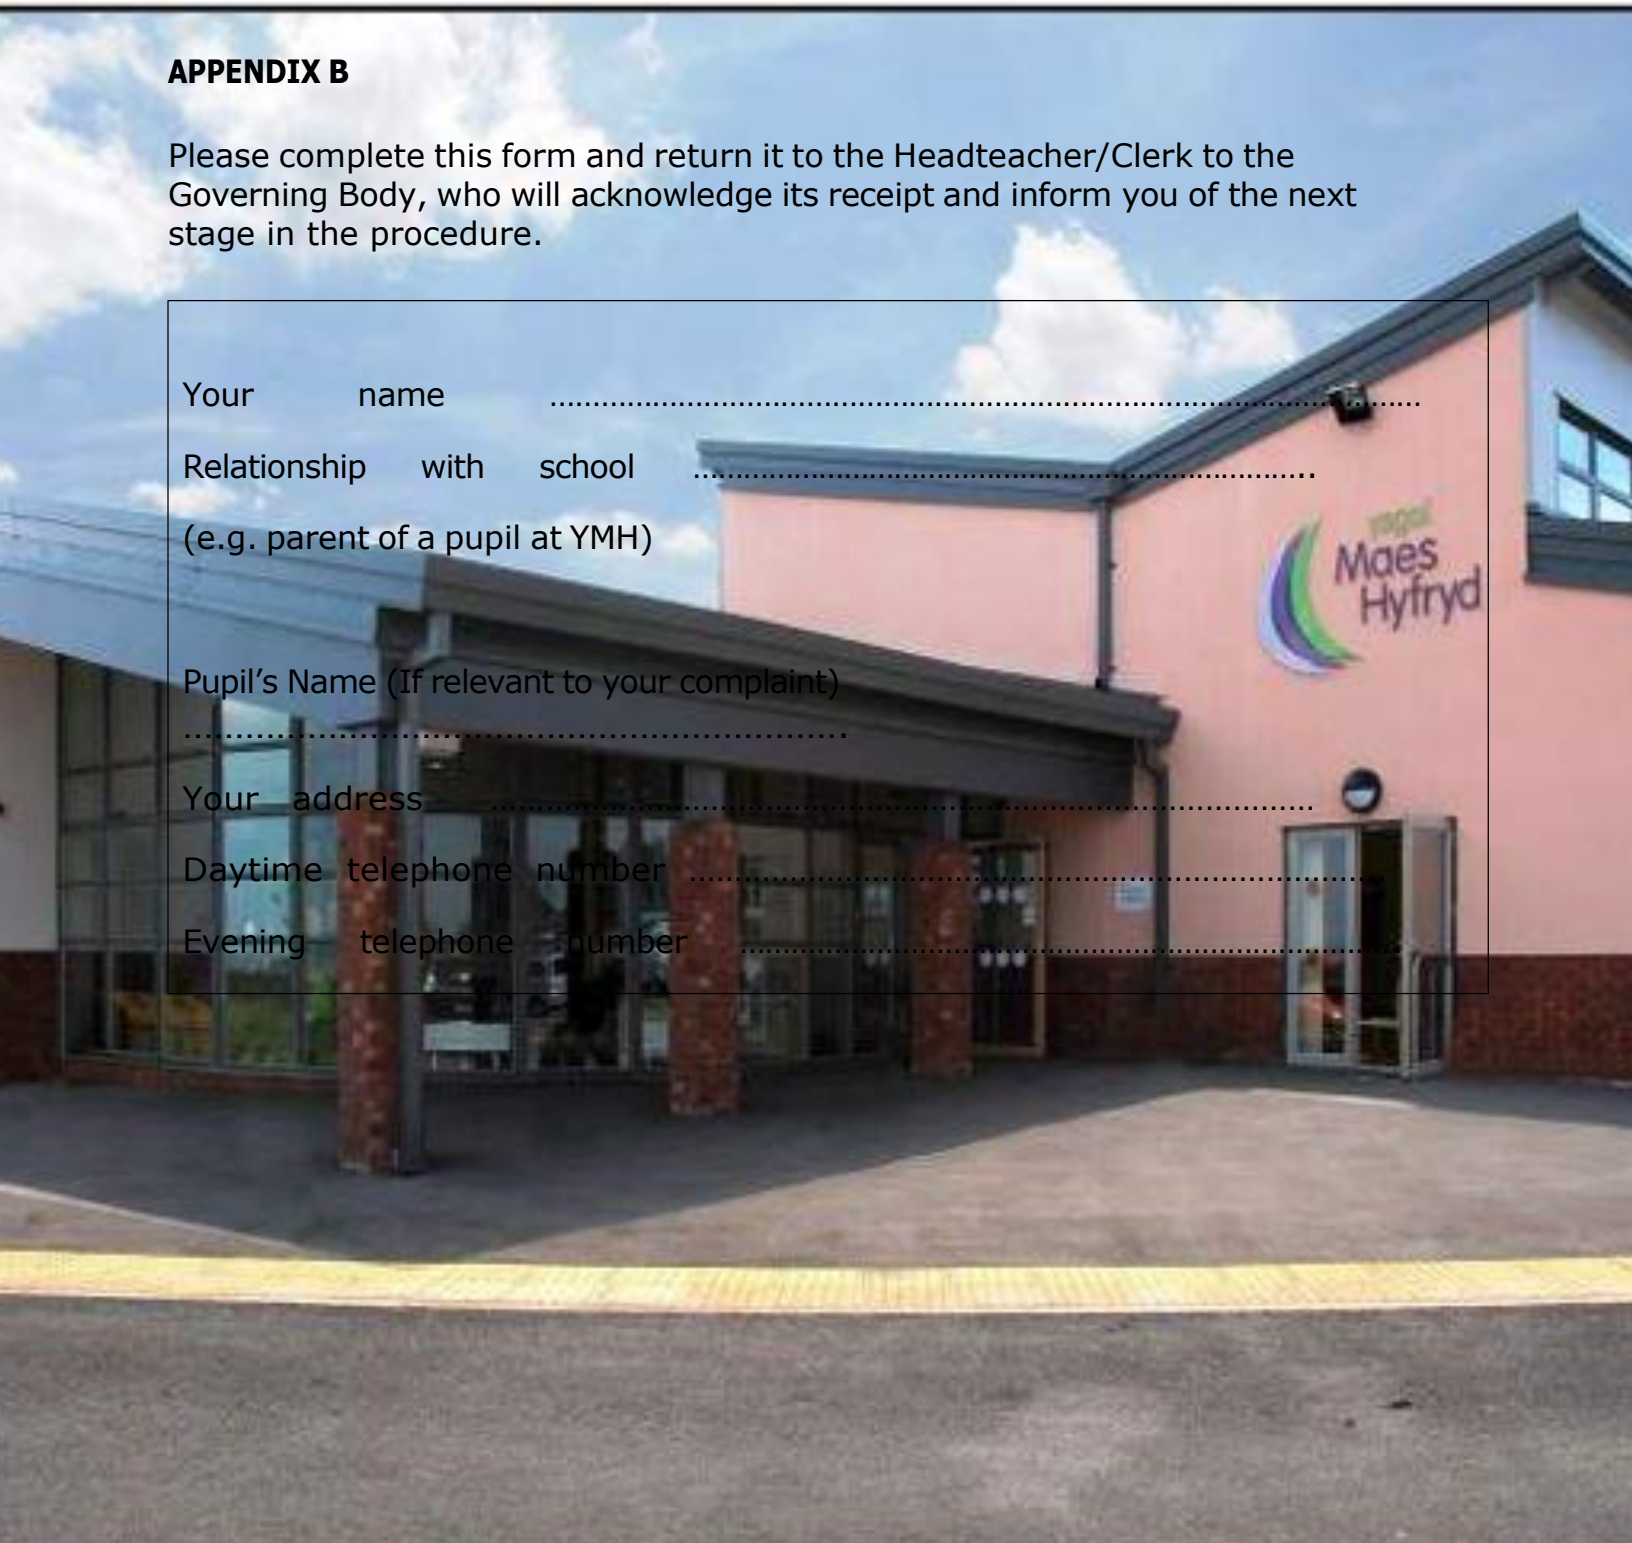 APPENDIX B
Please complete this form and return it to the Headteacher/Clerk to the
Governing Body, who will acknowledge its receipt and inform you of the next
stage in the procedure.
Your name ……………………………………………………………………………………
Relationship with school …………………………………………………………..
(e.g. parent of a pupil at YMH)
ysgol
Maes
Hyfryd
Pupil’s Name (If relevant to your complaint)
……………………………………………………….
Your address ………………………………………………………………………
Daytime telephone number ……………………………………………………………
Evening telephone number …………………………………………………………